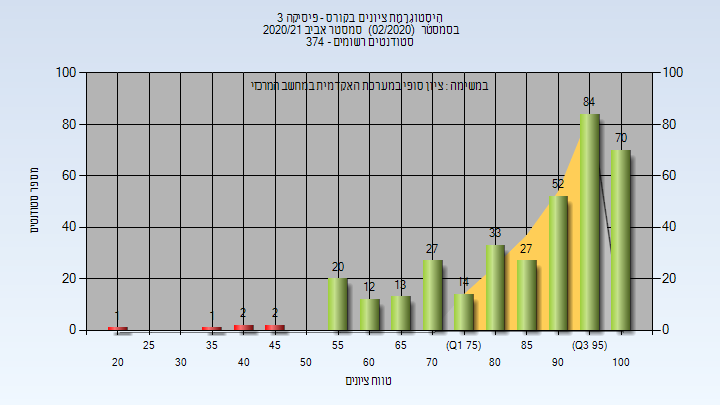 היסטוגרמת ציונים בקורס - פיסיקה 3
בסמסטר (02/2020) סמסטר אביב 2020/21
סטודנטים רשומים - 374
במשימה : ציון סופי במערכת האקדמית במחשב המרכזי
מספר סטודנטים
100 100
80 80
60 60
40 40
20 20
0 0
1 1 2 2 20 12 13 27 14 33 27 52 84 70
25 35 45 55 65 (Q1 75) 85 (Q3 95)
20 30 40 50 60 70 80 90 100
טווח ציונים